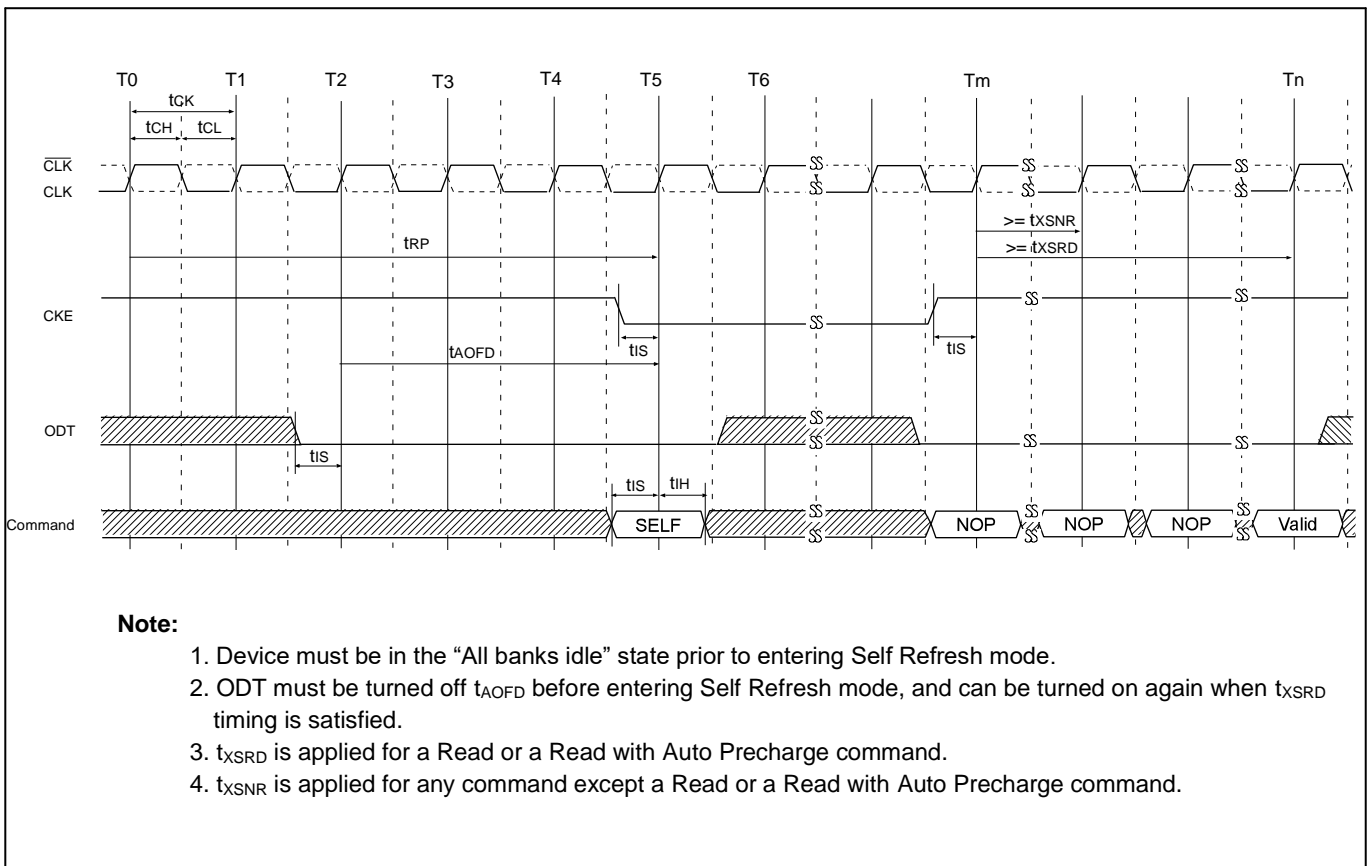 T0 T1 T2 T3 T4 T5 T6 Tm Tn
tCK
tCH tCL
CLK
CLK
>= tXSNR
tRP >= tXSRD
CKE
tIS tIS
tAOFD
ODT
tIS
tIS tIH
Command SELF NOP NOP NOP Valid
Note:
1. Device must be in the “All banks idle” state prior to entering Self Refresh mode.
2. ODT must be turned off tAOFD before entering Self Refresh mode, and can be turned on again when tXSRD
timing is satisfied.
3. tXSRD is applied for a Read or a Read with Auto Precharge command.
4. tXSNR is applied for any command except a Read or a Read with Auto Precharge command.